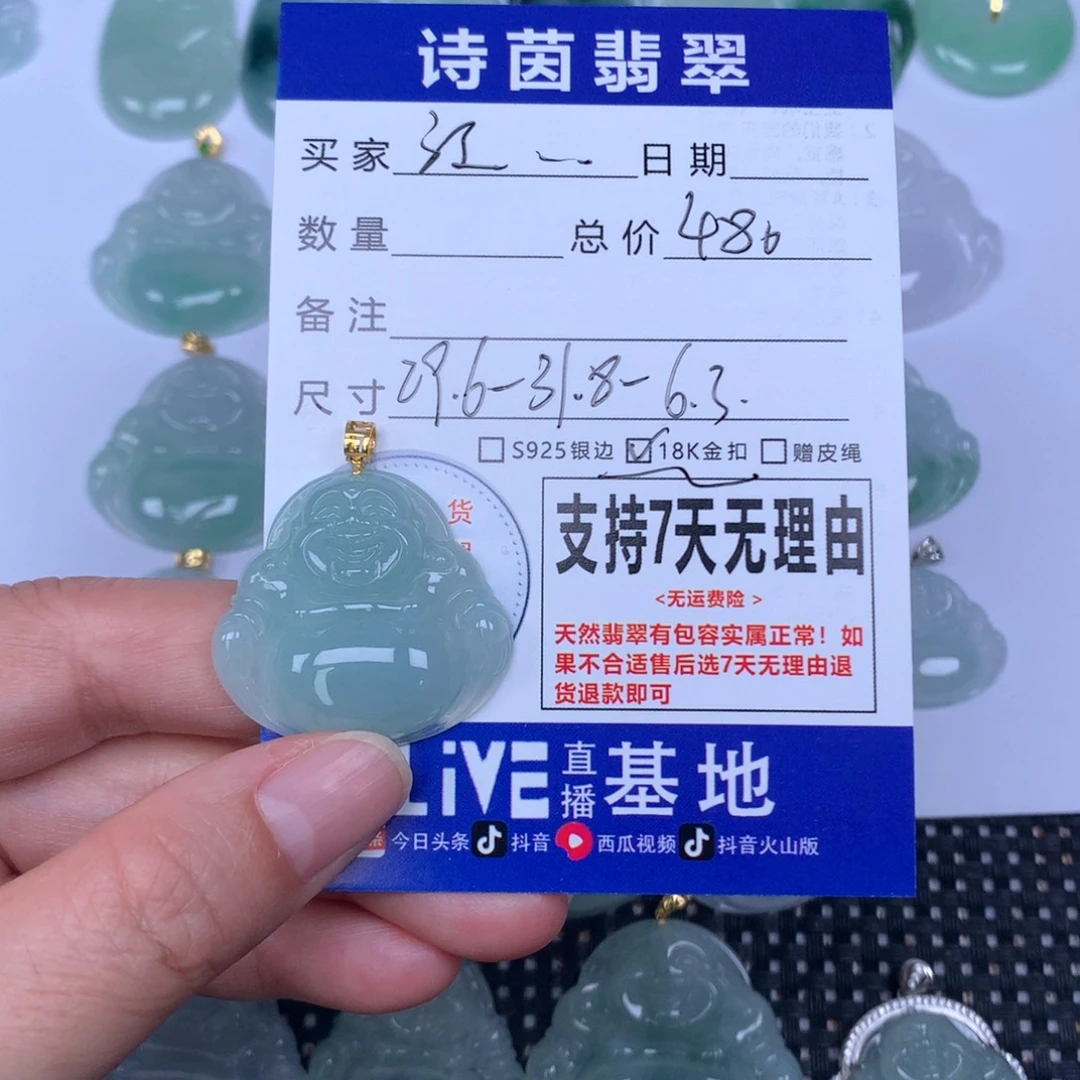 诗茵翡翠
买家 江一 日期
数量 总价 486
备注
尺寸 29.6-31.8-6.3.
S925银边 18K金扣 赠皮绳
货
支持7天无理由
<无运费险>
天然翡翠有包容实属正常！如
果不合适售后选7天无理由退
货退款即可
LIVE 直播 基地
今日头条 抖音 西瓜视频 抖音火山版